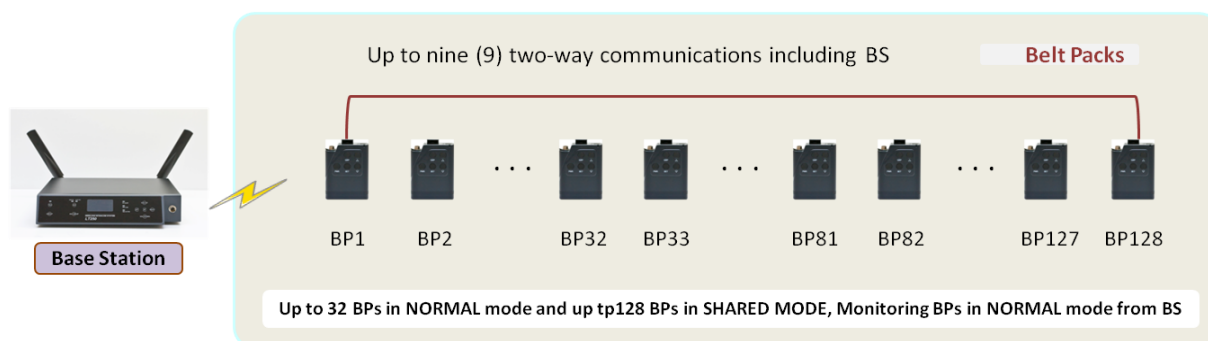 Up to nine (9) two-way communications including BS
Belt Packs
BP1 BP2 ... BP32 BP33 ... BP81 BP82 ... BP127 BP128
Base Station
Up to 32 BPs in NORMAL mode and up tp128 BPs in SHARED MODE, Monitoring BPs in NORMAL mode from BS